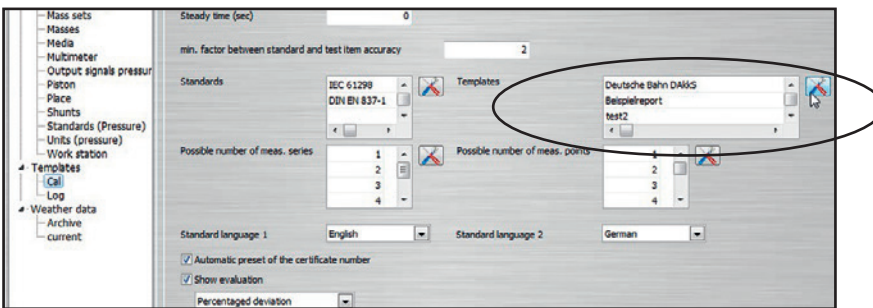 Mass sets
Masses
Media
Multimeter
Output signals pressur
Piston
Place
Shunts
Standards (Pressure)
Units (pressure)
Work station
Templates
Cal
Log
Weather data
Archive
current
Steady time (sec) 0
min. factor between standard and test item accuracy 2
Standards
IEC 61298
DIN EN 837-1
Templates
Deutsche Bahn DAkkS
Beispielreport
test2
Possible number of meas. series
1
2
3
4
Possible number of meas. points
1
2
3
4
Standard language 1 English
Standard language 2 German
Automatic preset of the certificate number
Show evaluation
Percentaged deviation